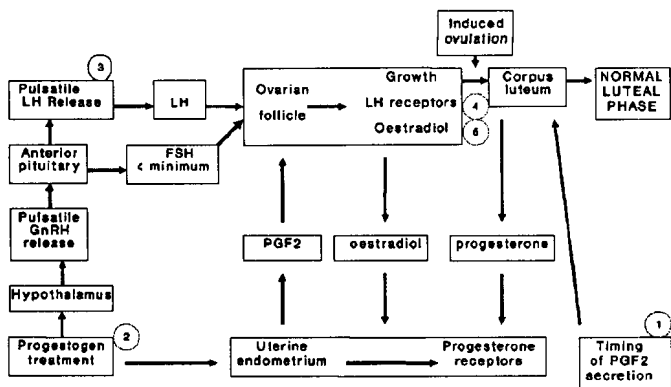 Induced
ovulation
3
Pulsatile
LH Release
LH
Ovarian
follicle
Growth
LH receptors
4
Oestradiol
5
Corpus
luteum
NORMAL
LUTEAL
PHASE
Anterior
pituitary
FSH
< minimum
Pulsatile
GnRH
release
PGF2
oestradiol
progesterone
Hypothalamus
Progestogen
treatment
2
Uterine
endometrium
Progesterone
receptors
1
Timing
of PGF2
secretion